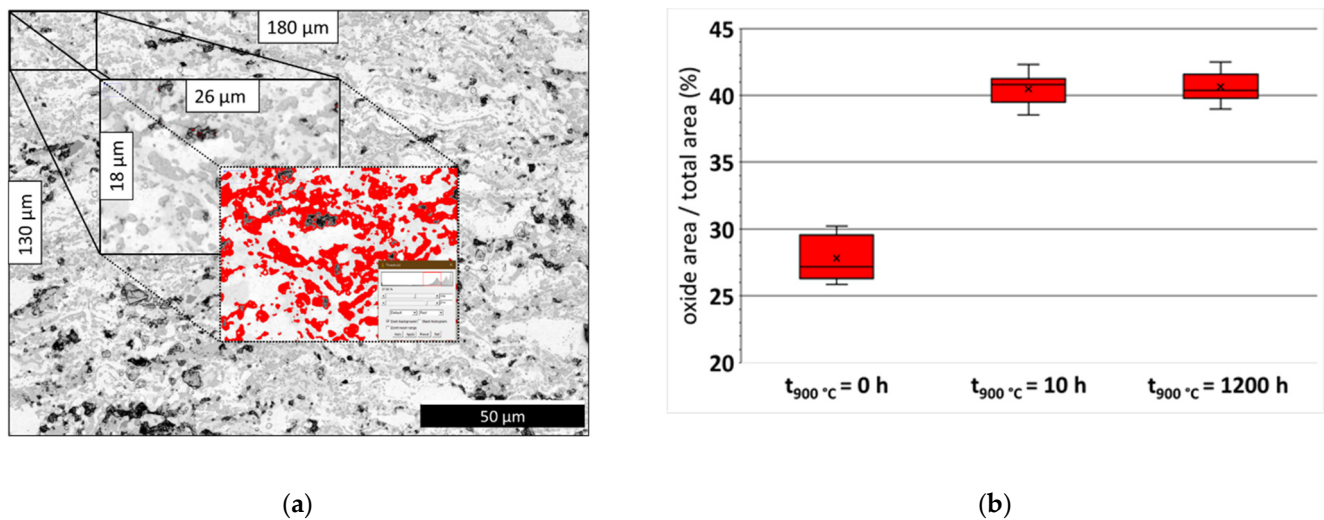 180 µm
26 µm
18 µm
130 µm
50 µm
(a)
oxide area / total area (%)
45
40
35
30
25
20
t900 °C = 0 h
t900 °C = 10 h
t900 °C = 1200 h
(b)